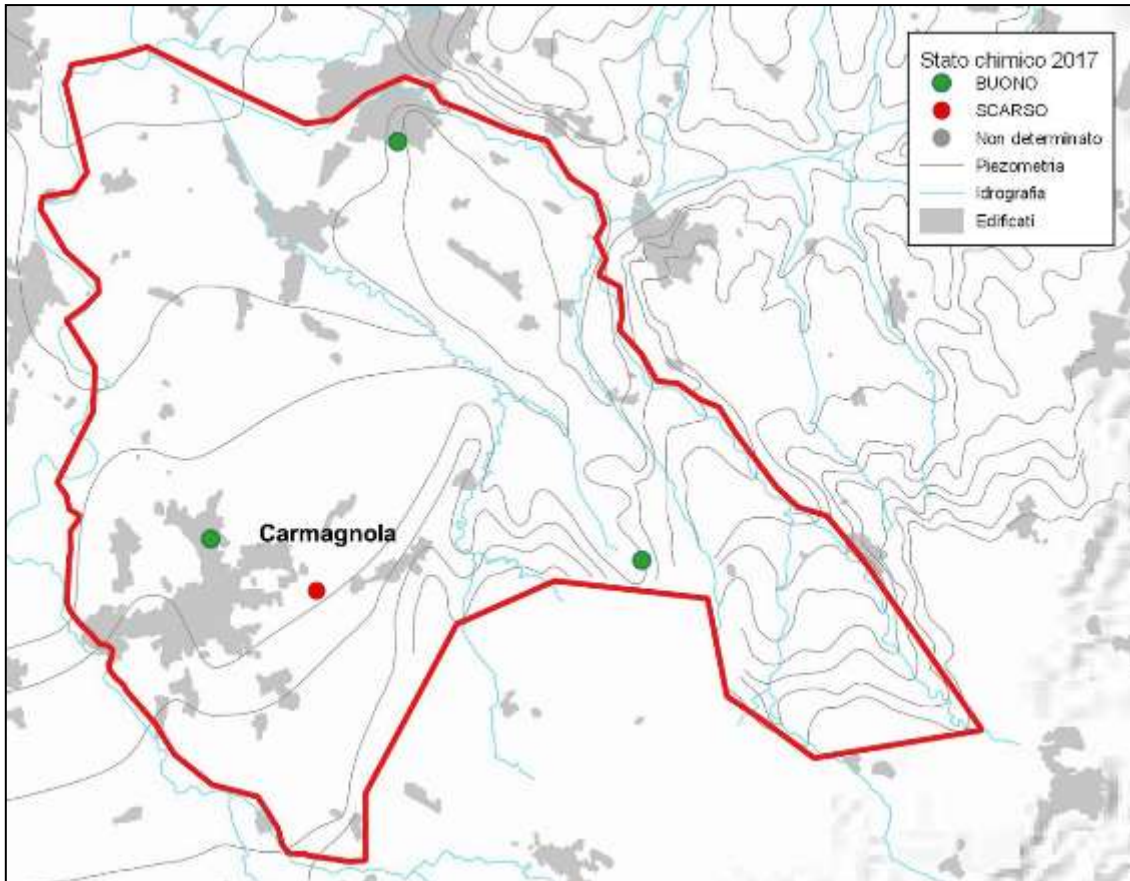 Stato chimico 2017
BUONO
SCARSO
Non determinato
Piezometria
Idrografia
Edificati
Carmagnola